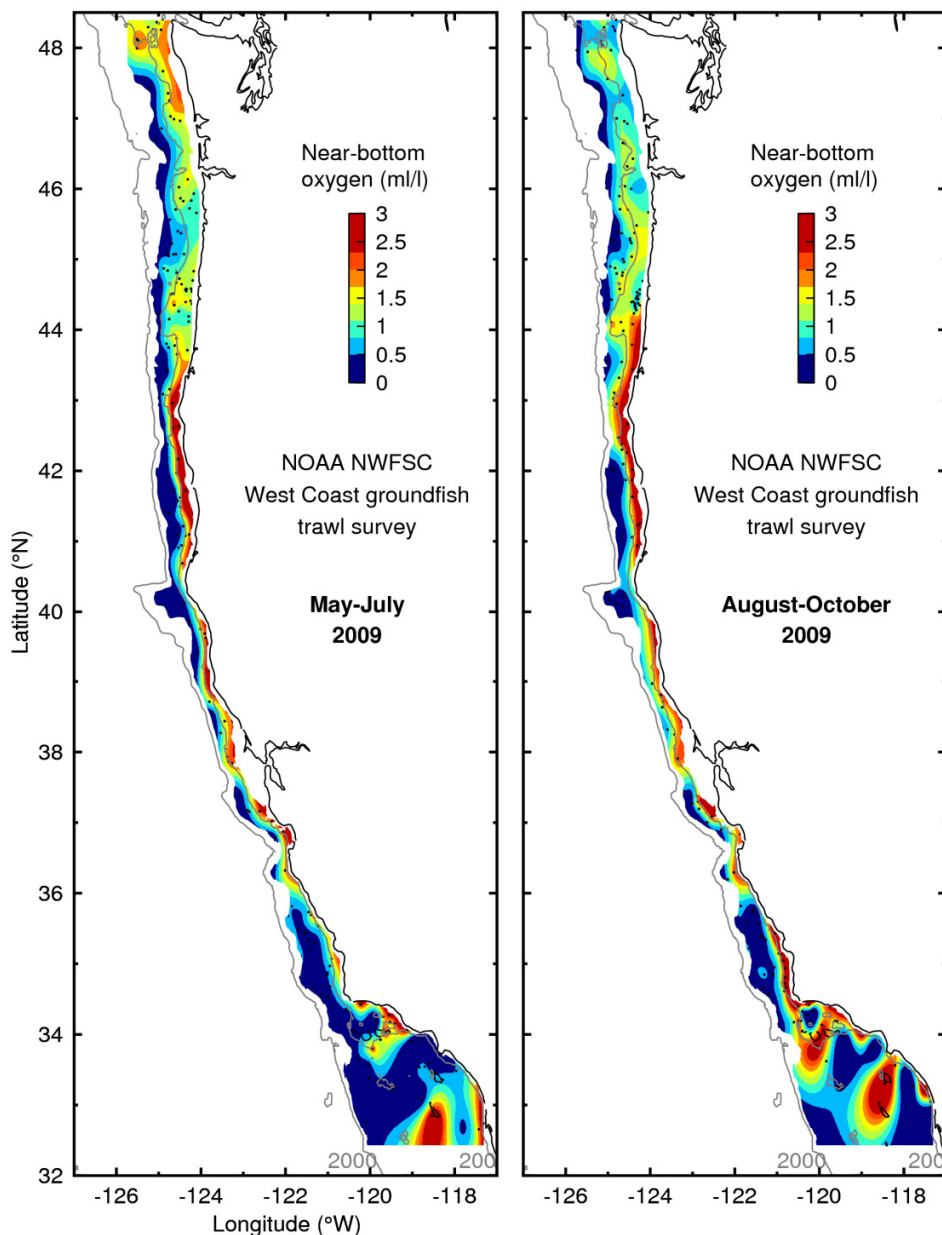 48
46
44
42
40
38
36
34
32
Latitude (°N)
Near-bottom
oxygen (ml/l)
3
2.5
2
1.5
1
0.5
0
NOAA NWFSC
West Coast groundfish
trawl survey
May-July
2009
2000
-126
-124
-122
-120
-118
Longitude (°W)
Near-bottom
oxygen (ml/l)
3
2.5
2
1.5
1
0.5
0
NOAA NWFSC
West Coast groundfish
trawl survey
August-October
2009
2000
200
-126
-124
-122
-120
-118